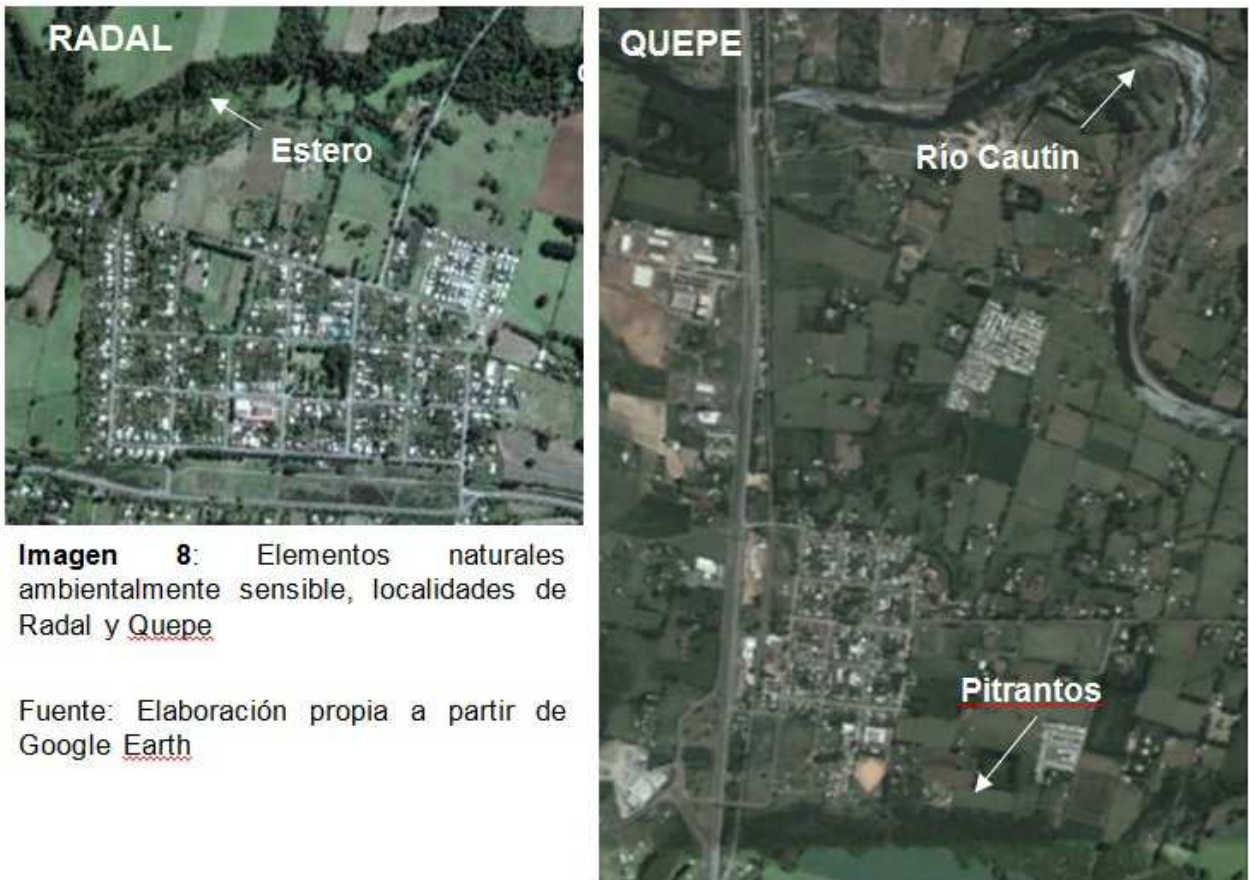 RADAL
Estero
QUEPE
Río Cautín
Pitrantos
Imagen 8: Elementos naturales
ambientalmente sensible, localidades de
Radal y Quepe
Fuente: Elaboración propia a partir de
Google Earth